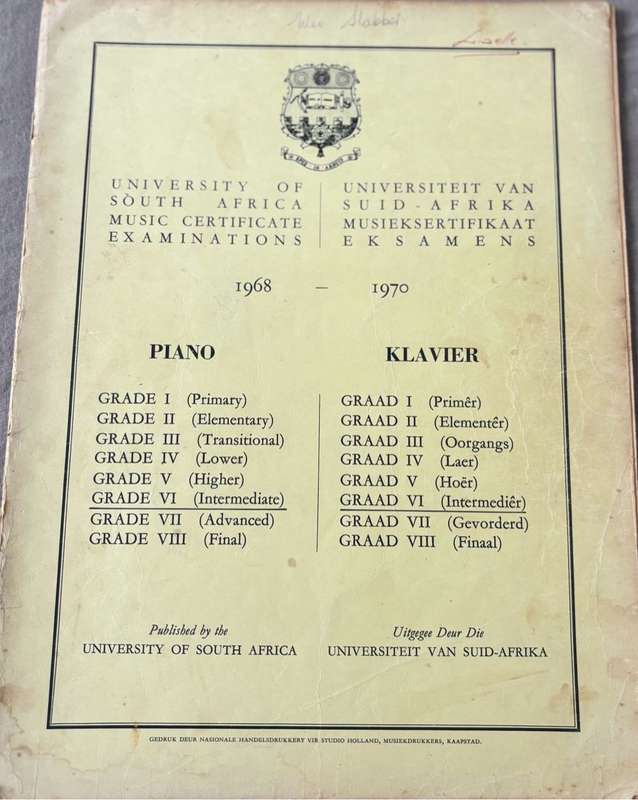 UNIVERSITY OF
SOUTH AFRICA
MUSIC CERTIFICATE
EXAMINATIONS
UNIVERSITEIT VAN
SUID-AFRIKA
MUSIEKSERTIFIKAAT
EKSAMENS
1968 — 1970
PIANO
GRADE I (Primary)
GRADE II (Elementary)
GRADE III (Transitional)
GRADE IV (Lower)
GRADE V (Higher)
GRADE VI (Intermediate)
GRADE VII (Advanced)
GRADE VIII (Final)
KLAVIER
GRAAD I (Primêr)
GRAAD II (Elementêr)
GRAAD III (Oorgangs)
GRAAD IV (Laer)
GRAAD V (Hoër)
GRAAD VI (Intermediêr)
GRAAD VII (Gevorderd)
GRAAD VIII (Finaal)
Published by the
UNIVERSITY OF SOUTH AFRICA
Uitgegee Deur Die
UNIVERSITEIT VAN SUID-AFRIKA
GEDRUK DEUR NASIONALE HANDELSDRUKKERY VIR STUDIO HOLLAND, MUSIEKDRUKKERS, KAAPSTAD.